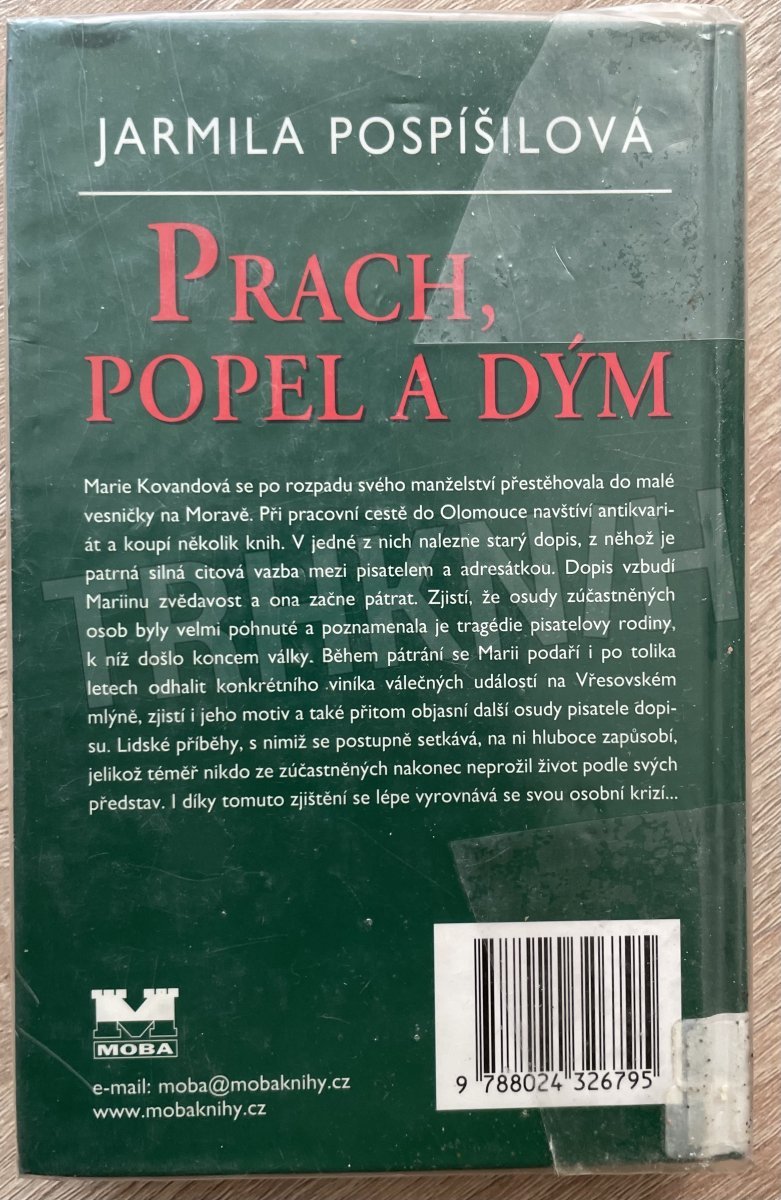 JARMILA POSPÍŠILOVÁ
PRACH,
POPEL A DÝM
Marie Kovandová se po rozpadu svého manželství přestěhovala do malé
vesničky na Moravě. Při pracovní cestě do Olomouce navštíví antikvari-
át a koupí několik knih. V jedné z nich nalezne starý dopis, z něhož je
patrná silná citová vazba mezi pisatelem a adresátkou. Dopis vzbudí
Mariinu zvědavost a ona začne pátrat. Zjistí, že osudy zúčastněných
osob byly velmi pohnuté a poznamenala je tragédie pisatelovy rodiny,
k níž došlo koncem války. Během pátrání se Marii podaří i po tolika
letech odhalit konkrétního viníka válečných událostí na Vřesovském
mlýně, zjistí i jeho motiv a také přitom objasní další osudy pisatele dopi-
su. Lidské příběhy, s nimiž se postupně setkává, na ni hluboce zapůsobí,
jelikož téměř nikdo ze zúčastněných nakonec neprožil život podle svých
představ. I díky tomuto zjištění se lépe vyrovnává se svou osobní krizí...
TRHKNIH
MOBA
e-mail: moba@mobaknihy.cz
www.mobaknihy.cz
9 788024 326795